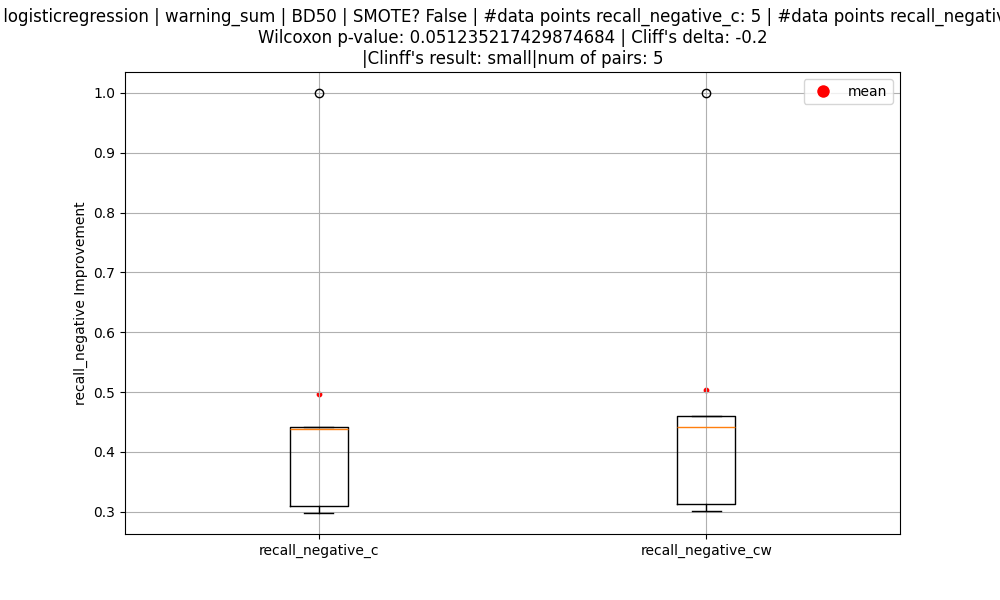 logisticregression | warning_sum | BD50 | SMOTE? False | #data points recall_negative_c: 5 | #data points
Wilcoxon p-value: 0.051235217429874684 | Cliff's delta: -0.2
|Clinff's result: small|num of pairs: 5
mean
1.0
0.9
0.8
0.7
0.6
0.5
0.4
0.3
recall_negative Improvement
recall_negative_c
recall_negative_cw